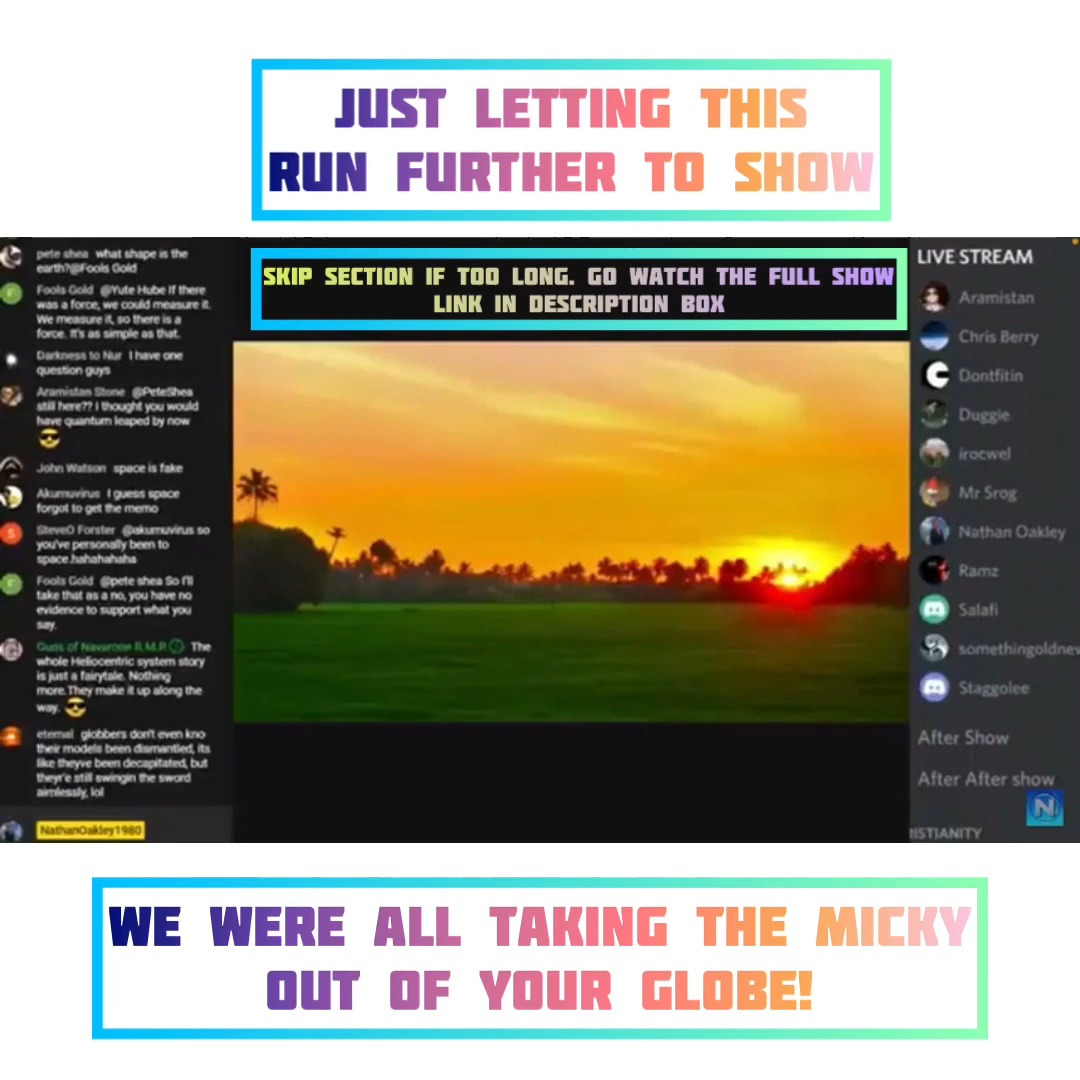 JUST LETTING THIS
RUN FURTHER TO SHOW
SKIP SECTION IF TOO LONG. GO WATCH THE FULL SHOW
LINK IN DESCRIPTION BOX
pete shea what shape is the
earth?@Fools Gold
Fools Gold @Yute Hube If there
was a force, we could measure it.
We measure it, so there is a
force. It's as simple as that.
Darkness to Nur I have one
question guys
Aramistan Stone @PeteShea
still here?? I thought you would
have quantum leaped by now
😎
John Watson space is fake
Akumuvirus I guess space
forgot to get the memo
SteveO Forster @akumuvirus so
you've personally been to
space.hahahahaha
Fools Gold @pete shea So I'll
take that as a no, you have no
evidence to support what you
say.
Guns of Navarone R.M.P. The
whole Heliocentric system story
is just a fairytale. Nothing
more.They make it up along the
way. 😎
eternal globbers don't even kno
their models been dismantled, its
like theyve been decapitated, but
theyr'e still swingin the sword
aimlessly, lol
NathanOakley1980
LIVE STREAM
Aramistan
Chris Berry
Dontfitin
Duggie
irocwel
Mr Srog
Nathan Oakley
Ramz
Salafi
somethingoldnew
Staggolee
After Show
After After show
N
RISTIANITY
WE WERE ALL TAKING THE MICKY
OUT OF YOUR GLOBE!